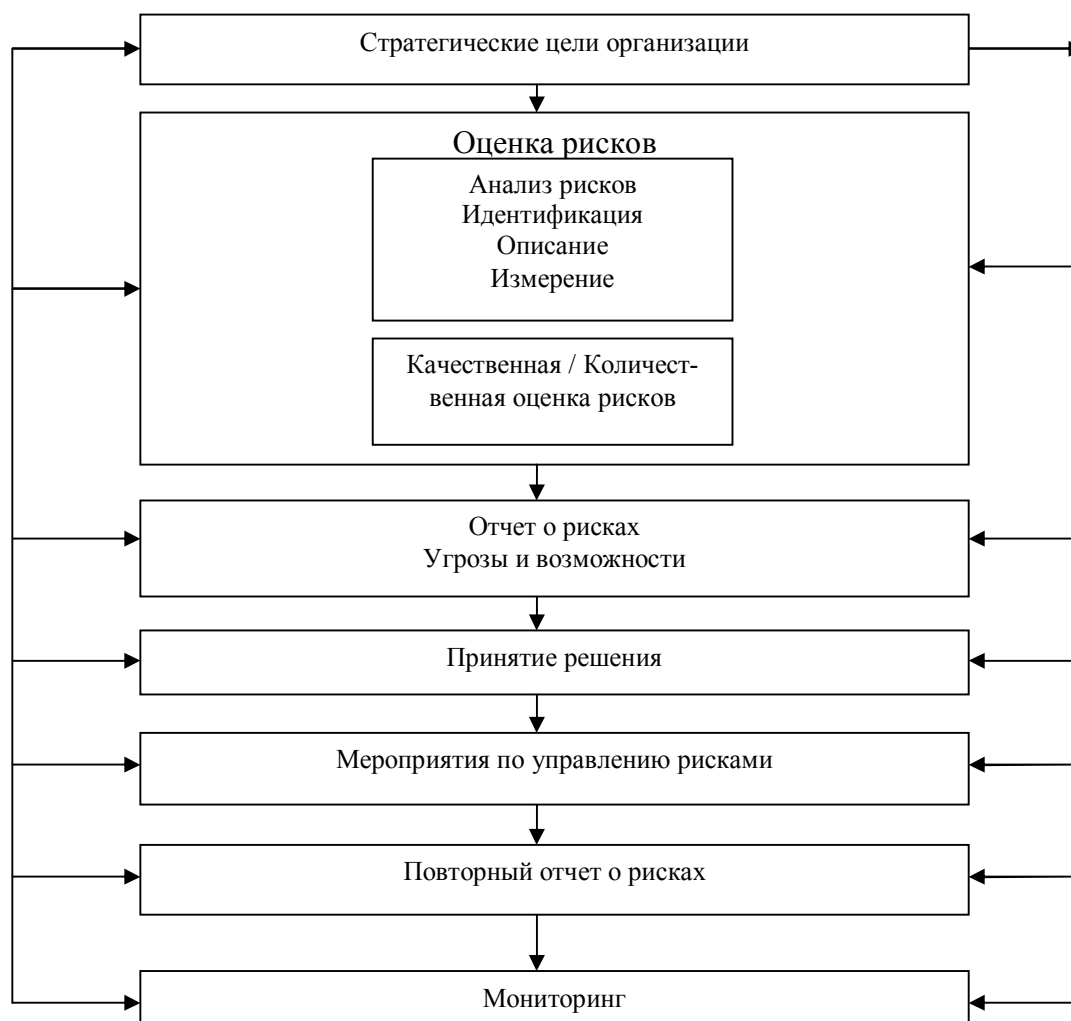 Стратегические цели организации
Оценка рисков
Анализ рисков
Идентификация
Описание
Измерение
Качественная / Количест-
венная оценка рисков
Отчет о рисках
Угрозы и возможности
Принятие решения
Мероприятия по управлению рисками
Повторный отчет о рисках
Мониторинг